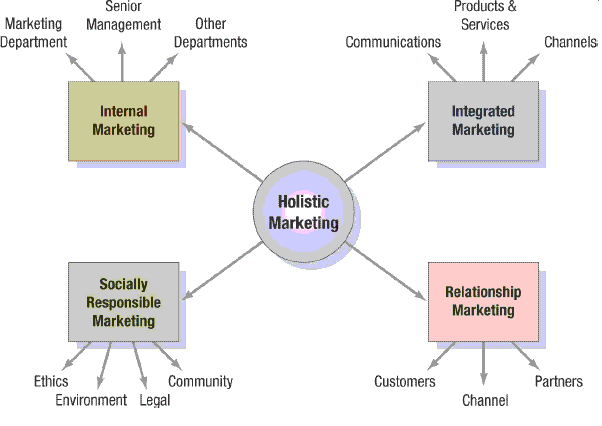 Marketing
Department
Senior
Management
Other
Departments
Communications
Products &
Services
Channels
Internal
Marketing
Integrated
Marketing
Holistic
Marketing
Socially
Responsible
Marketing
Relationship
Marketing
Ethics
Environment
Legal
Community
Customers
Channel
Partners